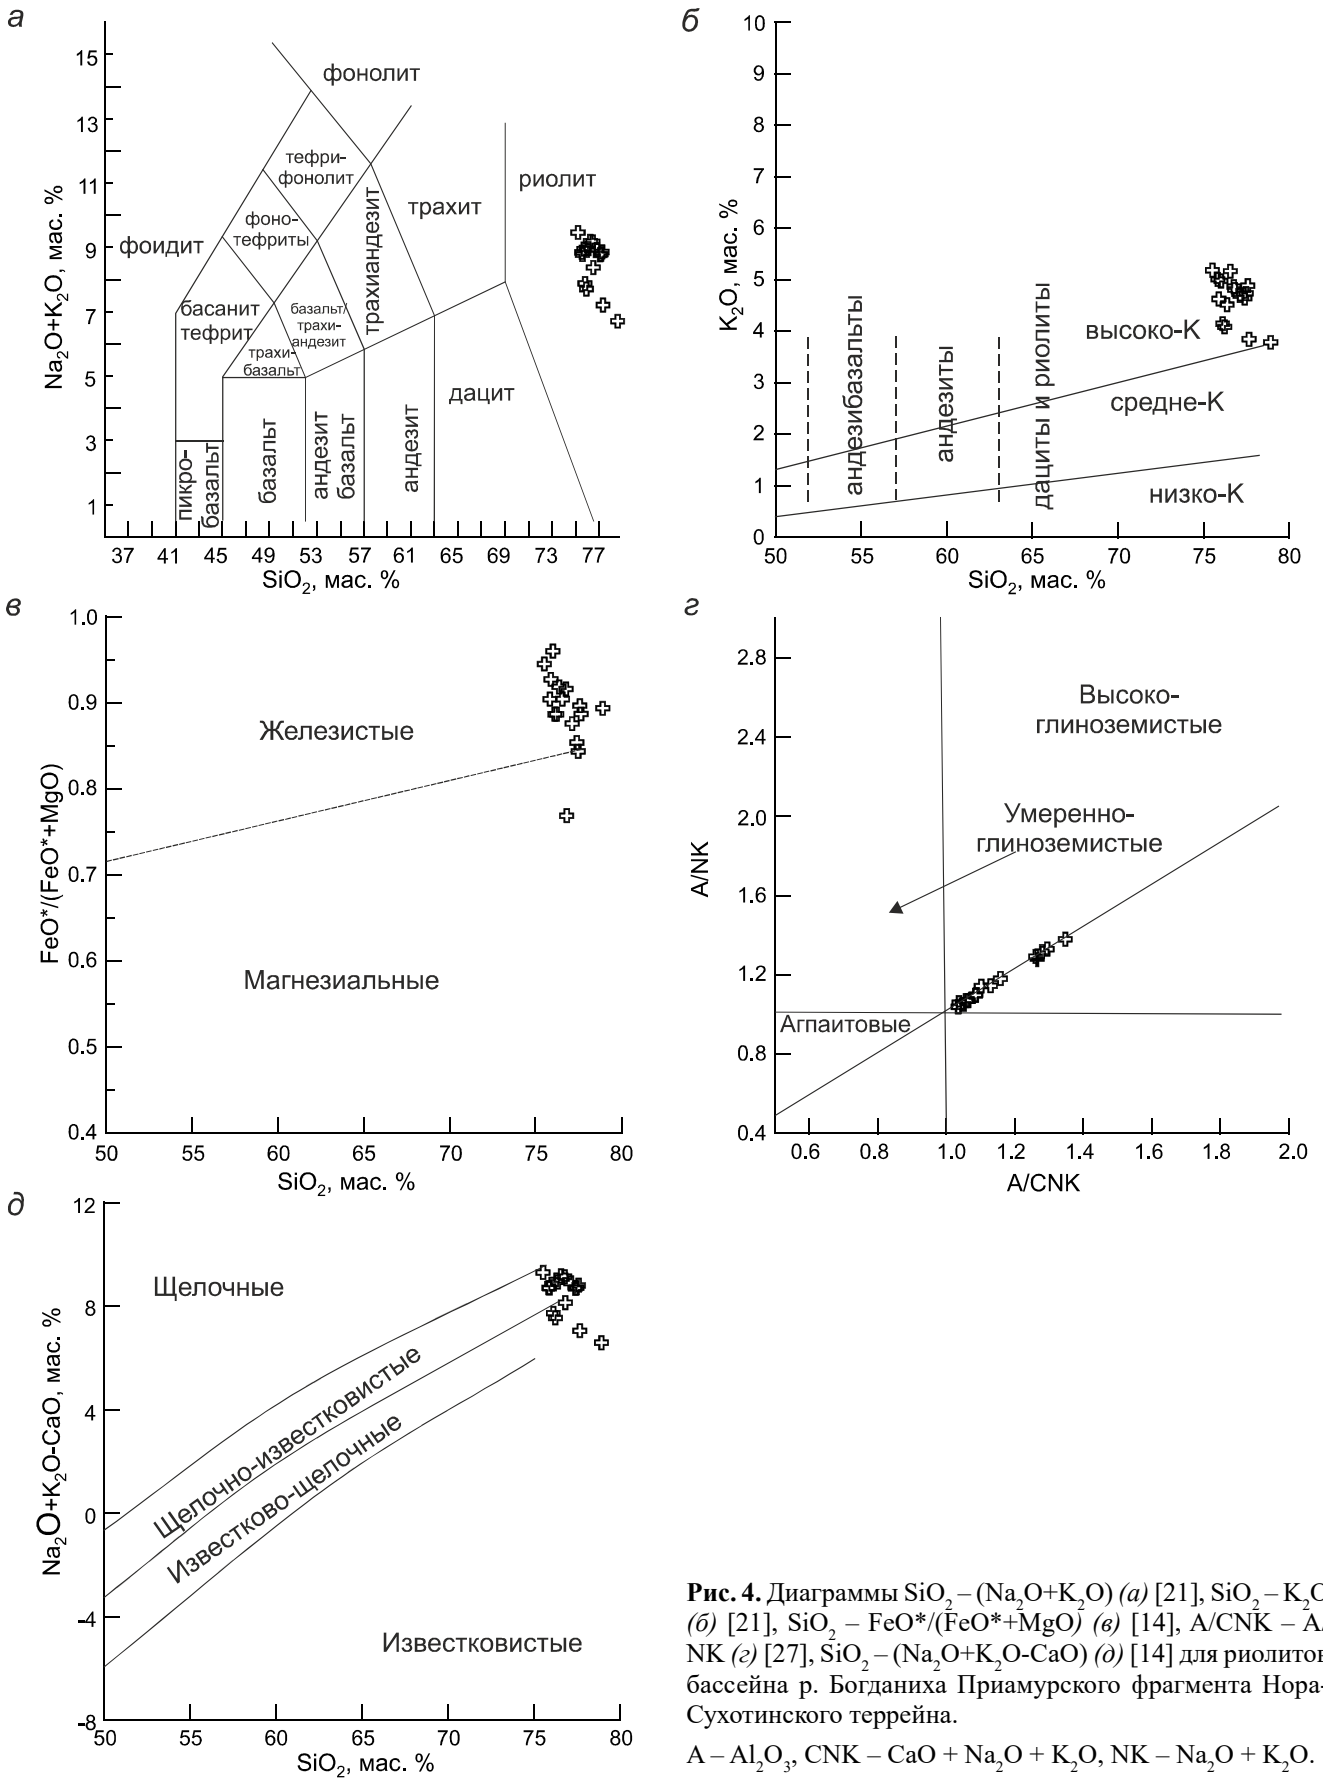 а
Na2O+K2O, мас. %
15
13
11
9
7
5
3
1
фонолит
тефри-
фонолит
фоно-
тефриты
фоидит
басанит
тефрит
трахи-
базальт
базальт/
трахи-
андезит
трахиандезит
трахит
риолит
дацит
пикро-
базальт
базальт
андезит
базальт
андезит
37 41 45 49 53 57 61 65 69 73 77
SiO2, мас. %
б
K2O, мас. %
10
9
8
7
6
5
4
3
2
1
0
андезибазальты
андезиты
дациты и риолиты
высоко-К
средне-К
низко-К
50 55 60 65 70 75 80
SiO2, мас. %
в
FeO*/(FeO*+MgO)
1.0
0.9
0.8
0.7
0.6
0.5
0.4
Железистые
Магнезиальные
50 55 60 65 70 75 80
SiO2, мас. %
г
A/NK
2.8
2.4
2.0
1.6
1.2
0.8
0.4
Высоко-
глиноземистые
Умеренно-
глиноземистые
Агпаитовые
0.6 0.8 1.0 1.2 1.4 1.6 1.8 2.0
A/CNK
д
Na2O+K2O-CaO, мас. %
12
8
4
0
-4
-8
Щелочные
Щелочно-известковистые
Известково-щелочные
Известковистые
50 55 60 65 70 75 80
SiO2, мас. %
Рис. 4. Диаграммы SiO2 – (Na2O+K2O) (а) [21], SiO2 – K2O
(б) [21], SiO2 – FeO*/(FeO*+MgO) (в) [14], A/CNK – A/
NK (г) [27], SiO2 – (Na2O+K2O-CaO) (д) [14] для риолитов
бассейна р. Богданиха Приамурского фрагмента Нора-
Сухотинского террейна.
A – Al2O3, CNK – CaO + Na2O + K2O, NK – Na2O + K2O.